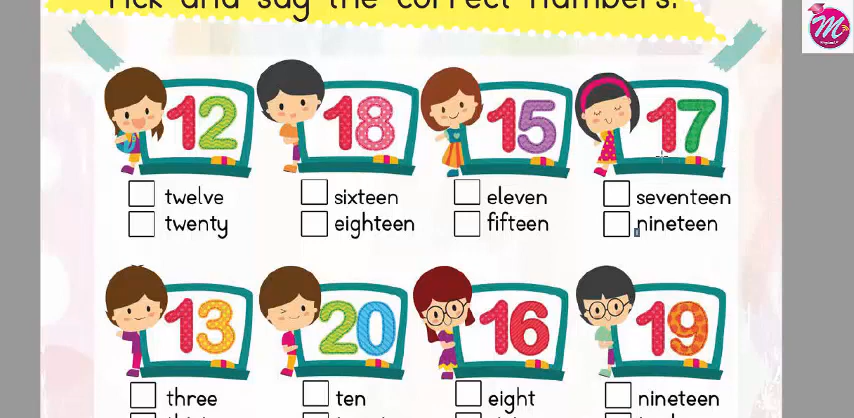 Tick and say the correct numbers.
M
12 18 15 17
twelve sixteen eleven seventeen
twenty eighteen fifteen nineteen
13 20 16 19
three ten eight nineteen